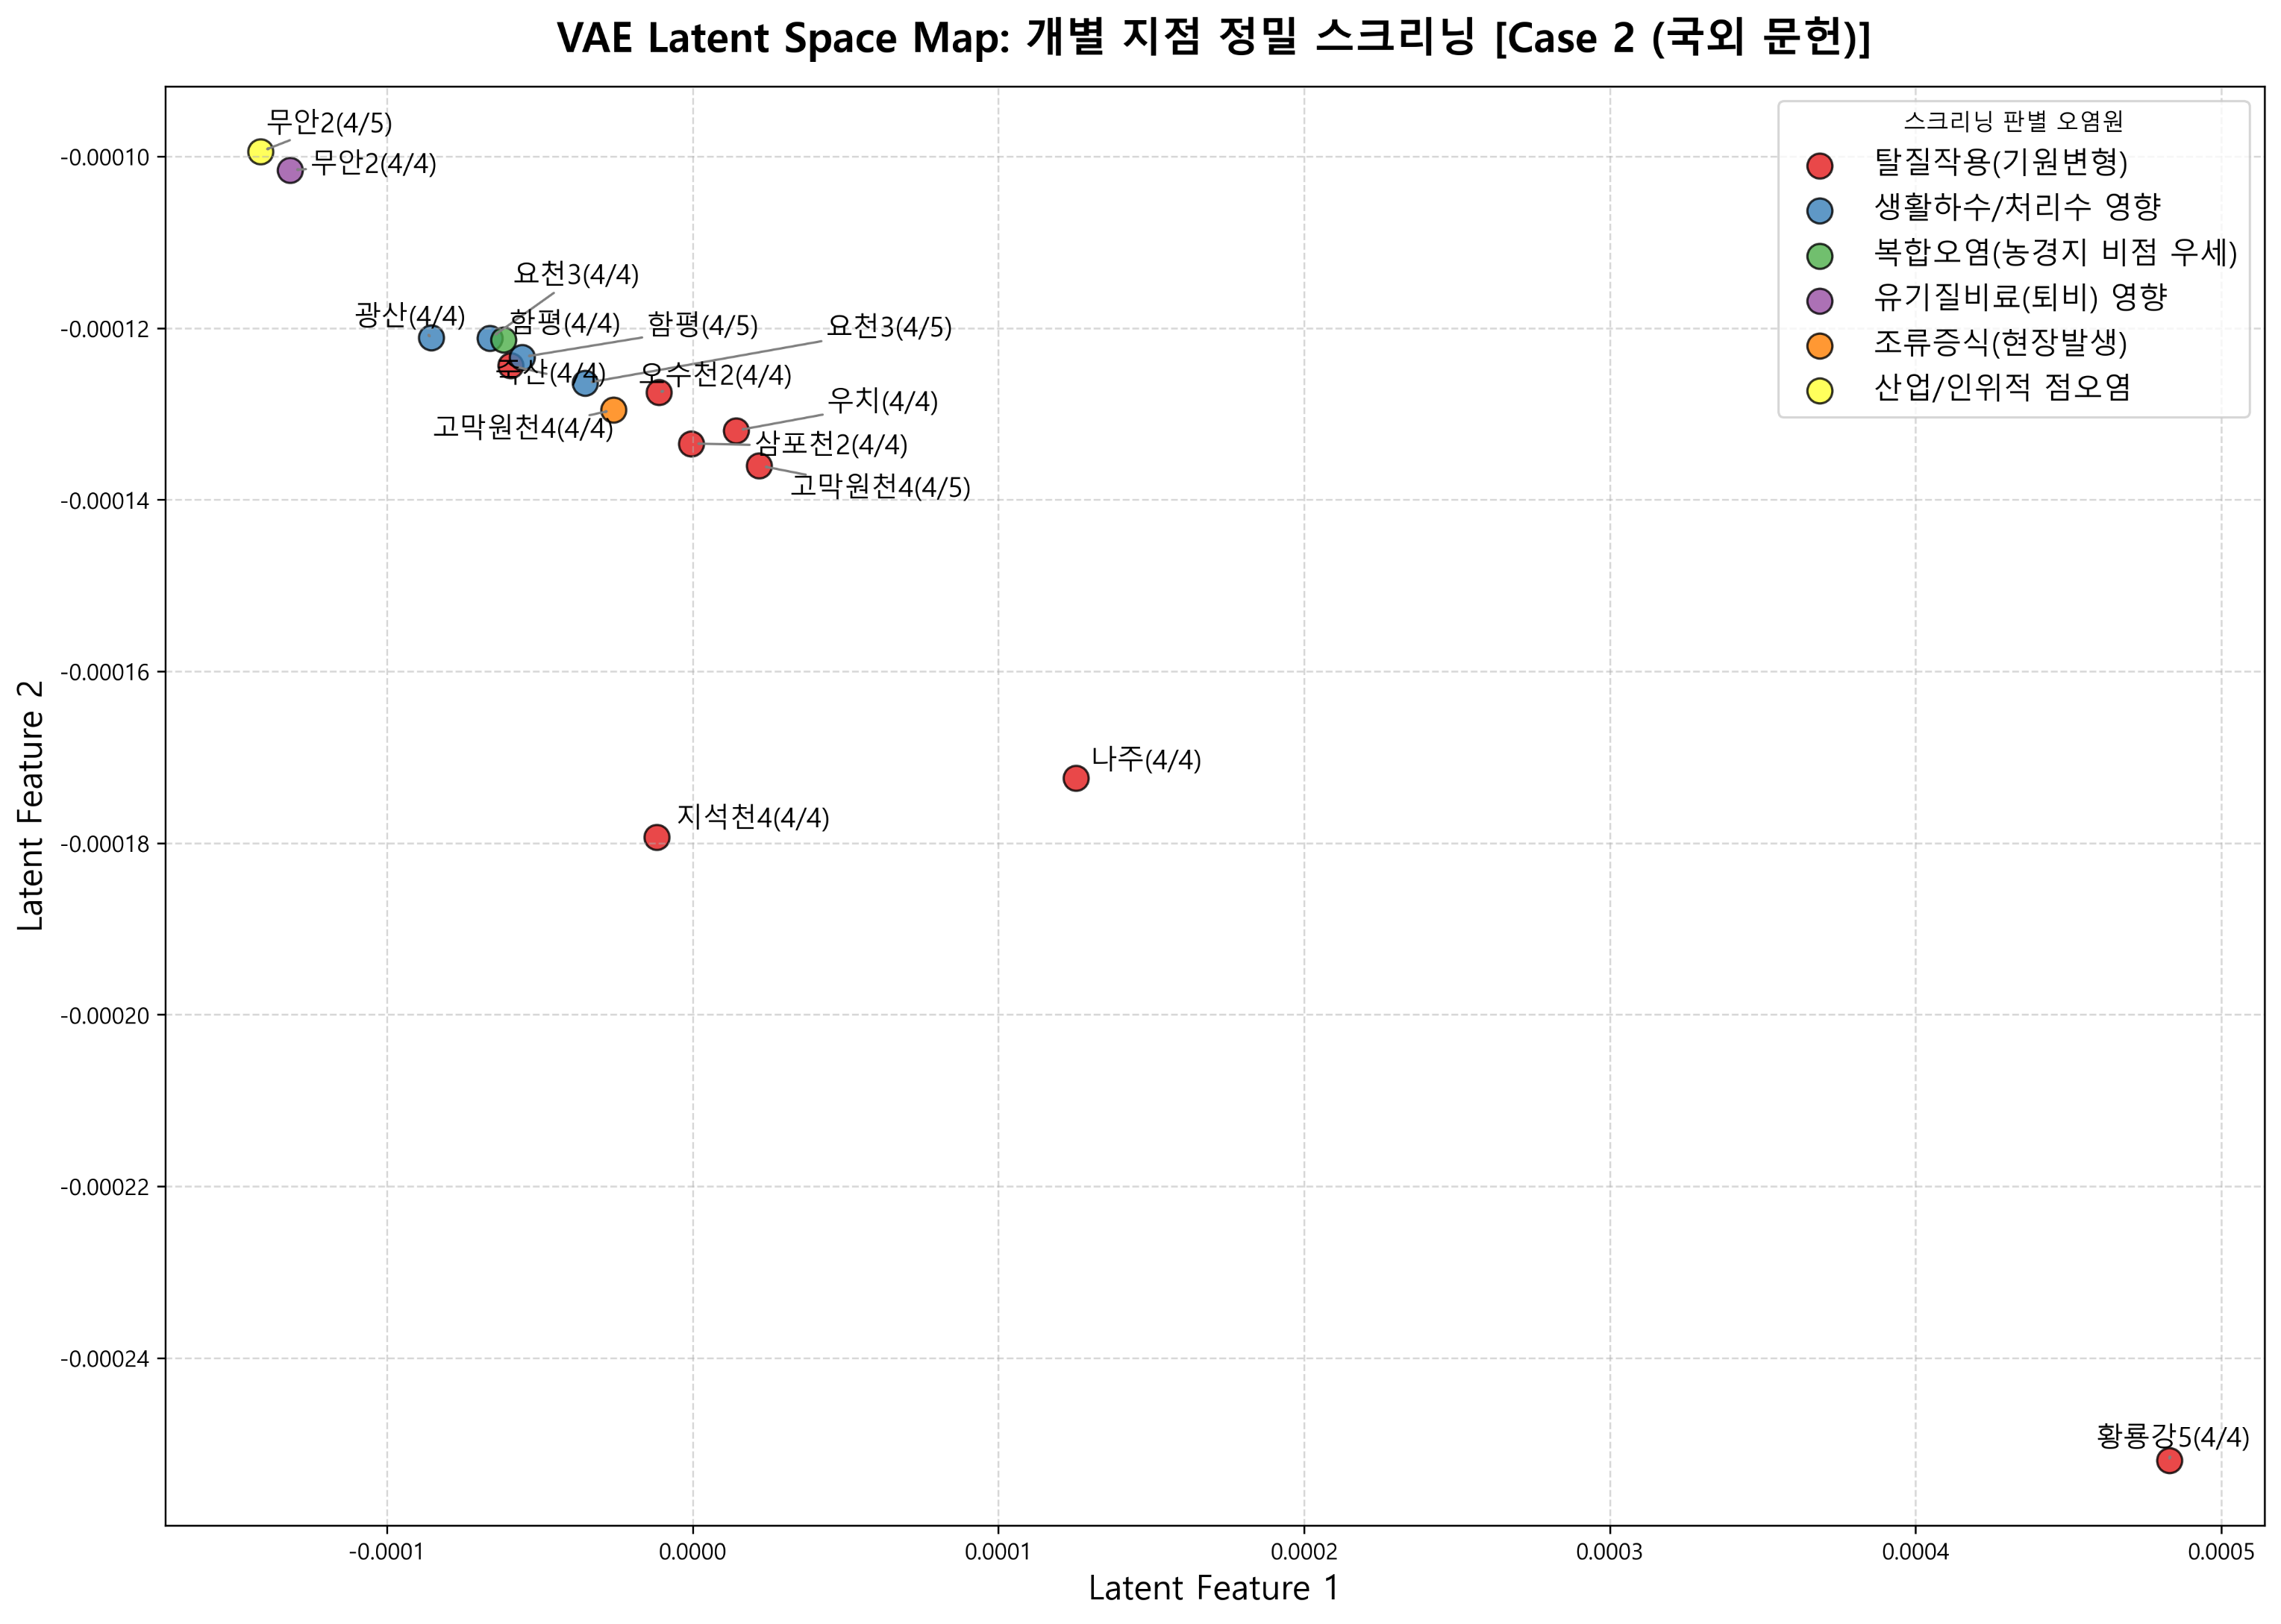 VAE Latent Space Map: 개별 지점 정밀 스크리닝 [Case 2 (국외 문헌)]
스크리닝 판별 오염원
탈질작용(기원변형)
생활하수/처리수 영향
복합오염(농경지 비점 우세)
유기질비료(퇴비) 영향
조류증식(현장발생)
산업/인위적 점오염
무안2(4/5)
무안2(4/4)
요천3(4/4)
광산(4/4)
함평(4/4)
함평(4/5)
요천3(4/5)
(4/4)
오수천2(4/4)
우치(4/4)
고막원천4(4/4)
삼포천2(4/4)
고막원천4(4/5)
나주(4/4)
지석천4(4/4)
황룡강5(4/4)
Latent Feature 2
-0.00010
-0.00012
-0.00014
-0.00016
-0.00018
-0.00020
-0.00022
-0.00024
-0.0001
0.0000
0.0001
0.0002
0.0003
0.0004
0.0005
Latent Feature 1